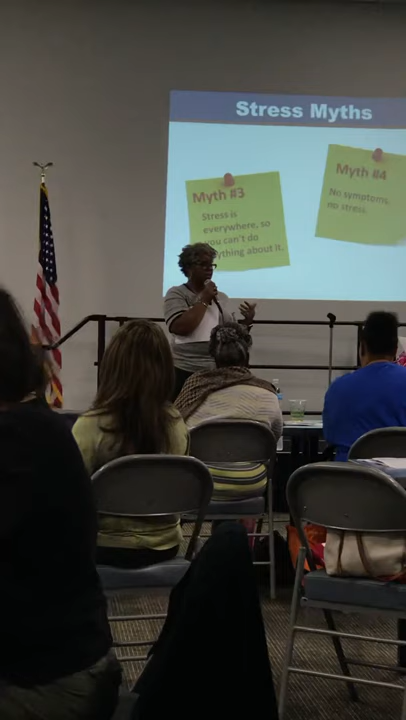 Stress Myths
Myth #3
Stress is
everywhere, so
you can't do
anything about it.
Myth #4
No symptoms,
no stress.